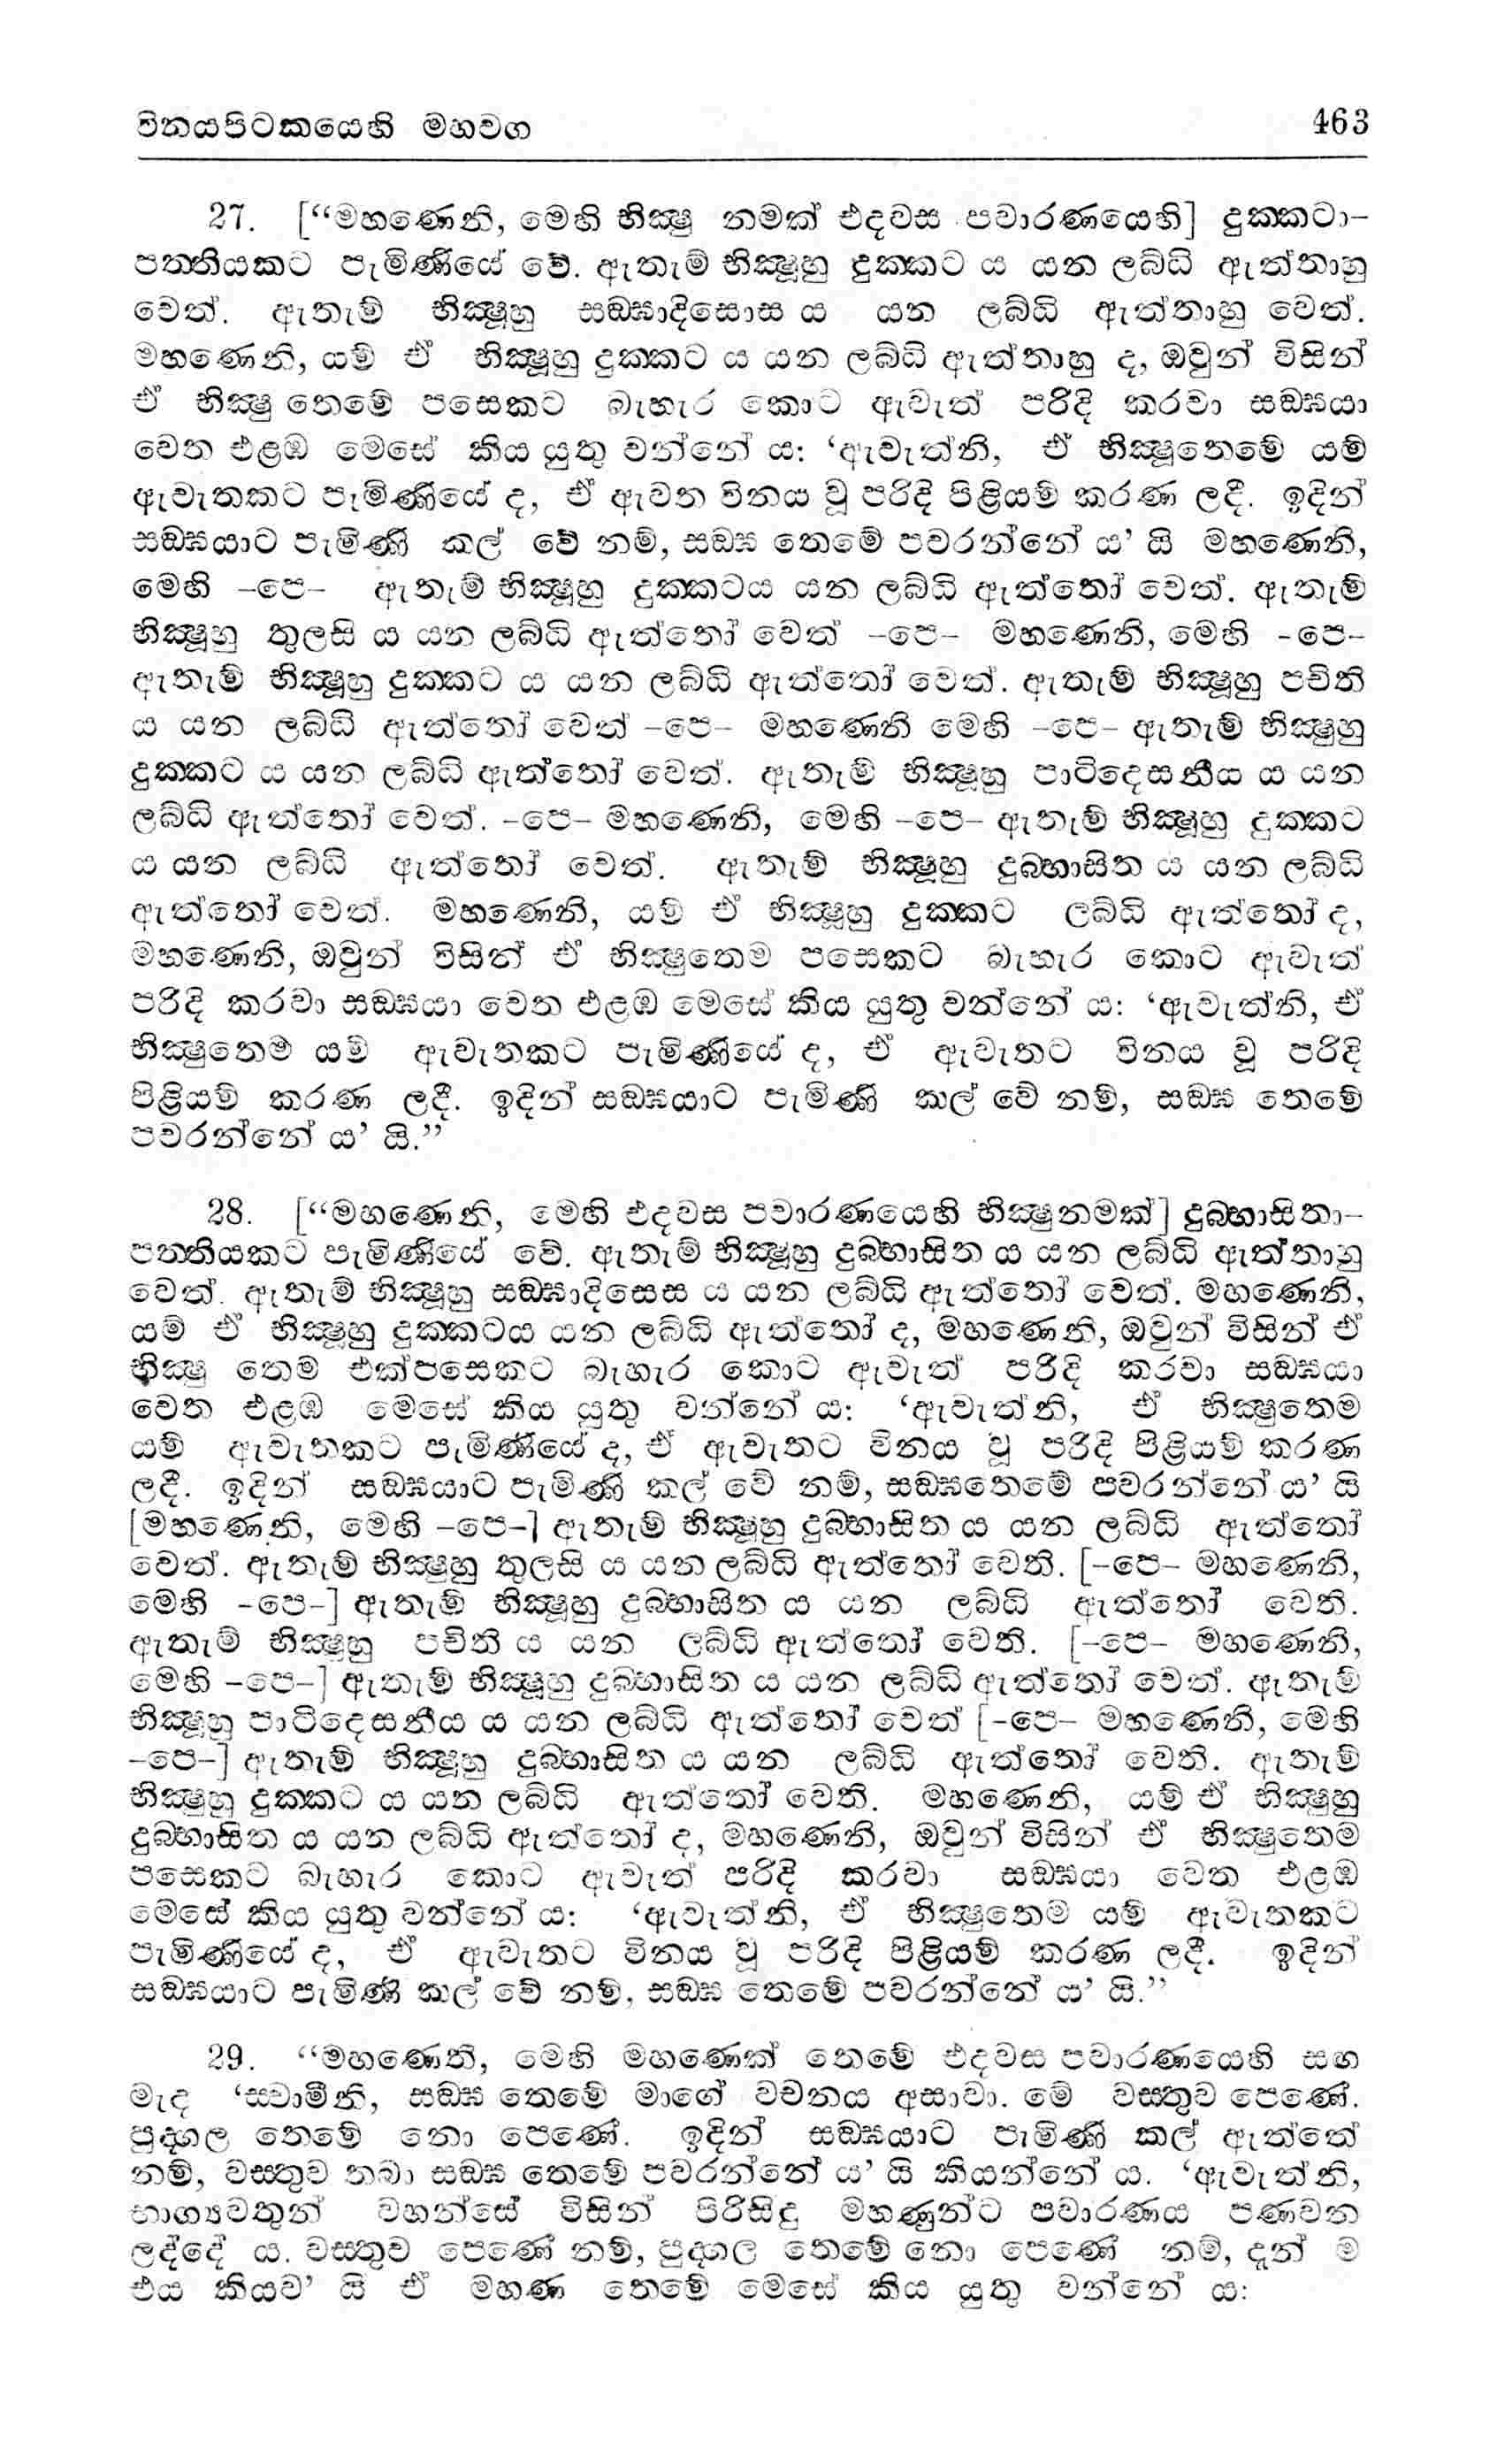 විනයපිටකයෙහි මහවග 463
27. [“මහණෙනි, මෙහි භික්ෂු නමක් එදවස පවාරණයෙහි] දුක්කටා-
පත්තියකට පැමිණියේ වේ. ඇතැම් භික්ෂූහු දුක්කට ය යන ලබ්ධි ඇත්තාහු
වෙත්. ඇතැම් භික්ෂූහු සඞ්ඝාදිසොස ය යන ලබ්ධි ඇත්තාහු වෙත්.
මහණෙනි, යම් ඒ භික්ෂූහු දුක්කට ය යන ලබ්ධි ඇත්තාහු ද, ඔවුන් විසින්
ඒ භික්ෂු තෙමේ පසෙකට බැහැර කොට ඇවැත් පරිදි කරවා සඞ්ඝයා
වෙත එළඹ මෙසේ කිය යුතු වන්නේ ය: ‘ඇවැත්නි, ඒ භික්ෂූතෙමේ යම්
ඇවැතකට පැමිණියේ ද, ඒ ඇවත විනය වූ පරිදි පිළියම් කරණ ලදී. ඉදින්
සඞ්ඝයාට පැමිණි කල් වේ නම්, සඞ්ඝ තෙමේ පවරන්නේ ය’ යි මහණෙනි,
මෙහි –පෙ– ඇතැම් භික්ෂූහු දුක්කටය යන ලබ්ධි ඇත්තෝ වෙත්. ඇතැම්
භික්ෂූහු තුලසි ය යන ලබ්ධි ඇත්තෝ වෙත් –පෙ– මහණෙනි, මෙහි –පෙ–
ඇතැම් භික්ෂූහු දුක්කට ය යන ලබ්ධි ඇත්තෝ වෙත්. ඇතැම් භික්ෂූහු පචිති
ය යන ලබ්ධි ඇත්තෝ වෙත් –පෙ– මහණෙනි මෙහි –පෙ– ඇතැම් භික්ෂුහු
දුක්කට ය යන ලබ්ධි ඇත්තෝ වෙත්. ඇතැම් භික්ෂූහු පාටිදෙසනීය ය යන
ලබ්ධි ඇත්තෝ වෙත්. –පෙ– මහණෙනි, මෙහි –පෙ– ඇතැම් භික්ෂූහු දුක්කට
ය යන ලබ්ධි ඇත්තෝ වෙත්. ඇතැම් භික්ෂූහු දුබ්භාසිත ය යන ලබ්ධි
ඇත්තෝ වෙත්. මහණෙනි, යම් ඒ භික්ෂූහු දුක්කට ලබ්ධි ඇත්තෝ ද,
මහණෙනි, ඔවුන් විසින් ඒ භික්ෂුතෙම පසෙකට බැහැර කොට ඇවැත්
පරිදි කරවා සඞ්ඝයා වෙත එළඹ මෙසේ කිය යුතු වන්නේ ය: ‘ඇවැත්නි, ඒ
භික්ෂුතෙම යම් ඇවැතකට පැමිණියේ ද, ඒ ඇවැතට විනය වූ පරිදි
පිළියම් කරණ ලදී. ඉදින් සඞ්ඝයාට පැමිණි කල් වේ නම්, සඞ්ඝ තෙමේ
පවරන්නේ ය’ යි.”
28. [“මහණෙනි, මෙහි එදවස පවාරණයෙහි භික්ෂුනමක්] දුබ්භාසිතා-
පත්තියකට පැමිණියේ වේ. ඇතැම් භික්ෂූහු දුබ්භාසිත ය යන ලබ්ධි ඇත්තාහු
වෙත්. ඇතැම් භික්ෂූහු සඞ්ඝාදිසෙස ය යන ලබ්ධි ඇත්තෝ වෙත්. මහණෙනි,
යම් ඒ භික්ෂූහු දුක්කටය යන ලබ්ධි ඇත්තෝ ද, මහණෙනි, ඔවුන් විසින් ඒ
භික්ෂු තෙම එක්පසෙකට බැහැර කොට ඇවැත් පරිදි කරවා සඞ්ඝයා
වෙත එළඹ මෙසේ කිය යුතු වන්නේ ය: ‘ඇවැත්නි, ඒ භික්ෂුතෙම
යම් ඇවැතකට පැමිණියේ ද, ඒ ඇවැතට විනය වූ පරිදි පිළියම් කරණ
ලදී. ඉදින් සඞ්ඝයාට පැමිණි කල් වේ නම්, සඞ්ඝතෙමේ පවරන්නේ ය’ යි
[මහණෙනි, මෙහි –පෙ–] ඇතැම් භික්ෂූහු දුබ්භාසිත ය යන ලබ්ධි ඇත්තෝ
වෙත්. ඇතැම් භික්ෂුහු තුලසි ය යන ලබ්ධි ඇත්තෝ වෙති. [–පෙ– මහණෙනි,
මෙහි –පෙ–] ඇතැම් භික්ෂූහු දුබ්භාසිත ය යන ලබ්ධි ඇත්තෝ වෙති.
ඇතැම් භික්ෂුහු පචිති ය යන ලබ්ධි ඇත්තෝ වෙති. [–පෙ– මහණෙනි,
මෙහි –පෙ–] ඇතැම් භික්ෂූහු දුබ්භාසිත ය යන ලබ්ධි ඇත්තෝ වෙත්. ඇතැම්
භික්ෂූහු පාටිදෙසනීය ය යන ලබ්ධි ඇත්තෝ වෙත් [–පෙ– මහණෙනි, මෙහි
–පෙ–] ඇතැම් භික්ෂූහු දුබ්භාසිත ය යන ලබ්ධි ඇත්තෝ වෙති. ඇතැම්
භික්ෂුහු දුක්කට ය යන ලබ්ධි ඇත්තෝ වෙති. මහණෙනි, යම් ඒ භික්ෂුහු
දුබ්භාසිත ය යන ලබ්ධි ඇත්තෝ ද, මහණෙනි, ඔවුන් විසින් ඒ භික්ෂුතෙම
පසෙකට බැහැර කොට ඇවැත් පරිදි කරවා සඞ්ඝයා වෙත එළඹ
මෙසේ කිය යුතු වන්නේ ය: ‘ඇවැත්නි, ඒ භික්ෂුතෙම යම් ඇවැතකට
පැමිණියේ ද, ඒ ඇවැතට විනය වූ පරිදි පිළියම් කරණ ලදී. ඉදින්
සඞ්ඝයාට පැමිණි කල් වේ නම්, සඞ්ඝ තෙමේ පවරන්නේ ය’ යි.”
29. “මහණෙනි, මෙහි මහණෙක් තෙමේ එදවස පවාරණයෙහි සඟ
මැද ‘ස්වාමීනි, සඞ්ඝ තෙමේ මාගේ වචනය අසාවා. මේ වස්තුව පෙණේ.
පුද්ගල තෙමේ නො පෙණේ. ඉදින් සඞ්ඝයාට පැමිණි කල් ඇත්තේ
නම්, වස්තුව තබා සඞ්ඝ තෙමේ පවරන්නේ ය’ යි කියන්නේ ය. ‘ඇවැත්නි,
භාග්‍යවතුන් වහන්සේ විසින් පිරිසිදු මහණුන්ට පවාරණය පණවන
ලද්දේ ය. වස්තුව පෙණේ නම්, පුද්ගල තෙමේ නො පෙණේ නම්, දැන් ම
එය කියව’ යි ඒ මහණ තෙමේ මෙසේ කිය යුතු වන්නේ ය: